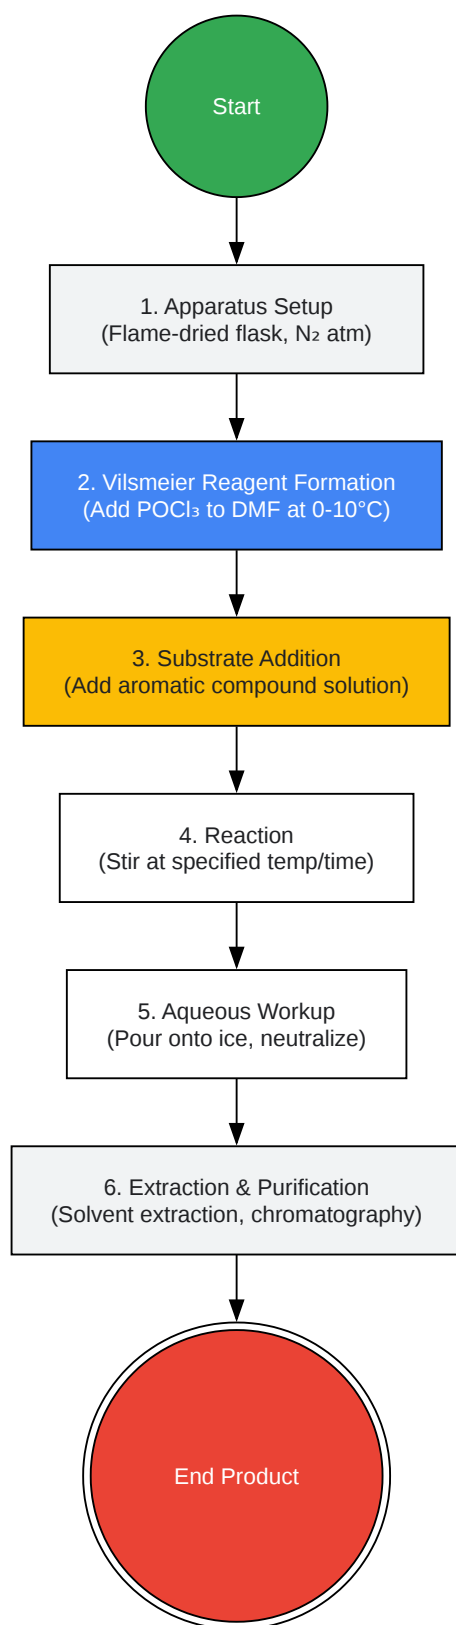 Start
1. Apparatus Setup
(Flame-dried flask, N₂ atm)
2. Vilsmeier Reagent Formation
(Add POCl₃ to DMF at 0-10°C)
3. Substrate Addition
(Add aromatic compound solution)
4. Reaction
(Stir at specified temp/time)
5. Aqueous Workup
(Pour onto ice, neutralize)
6. Extraction & Purification
(Solvent extraction, chromatography)
End Product